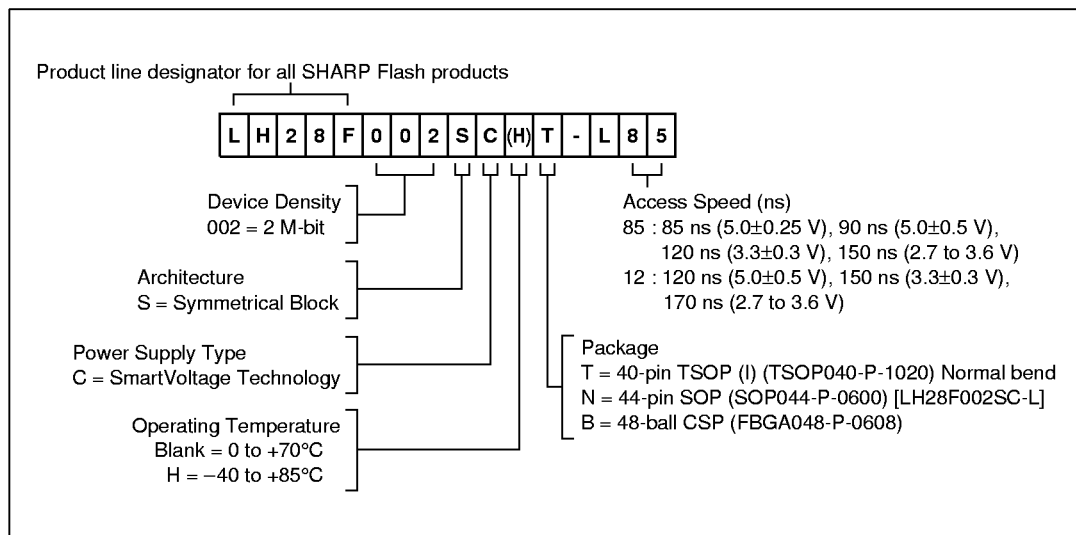 Product line designator for all SHARP Flash products
L H 2 8 F 0 0 2 S C (H) T - L 8 5
Device Density
002 = 2 M-bit
Architecture
S = Symmetrical Block
Power Supply Type
C = SmartVoltage Technology
Operating Temperature
Blank = 0 to +70°C
H = −40 to +85°C
Access Speed (ns)
85 : 85 ns (5.0±0.25 V), 90 ns (5.0±0.5 V),
120 ns (3.3±0.3 V), 150 ns (2.7 to 3.6 V)
12 : 120 ns (5.0±0.5 V), 150 ns (3.3±0.3 V),
170 ns (2.7 to 3.6 V)
Package
T = 40-pin TSOP (I) (TSOP040-P-1020) Normal bend
N = 44-pin SOP (SOP044-P-0600) [LH28F002SC-L]
B = 48-ball CSP (FBGA048-P-0608)